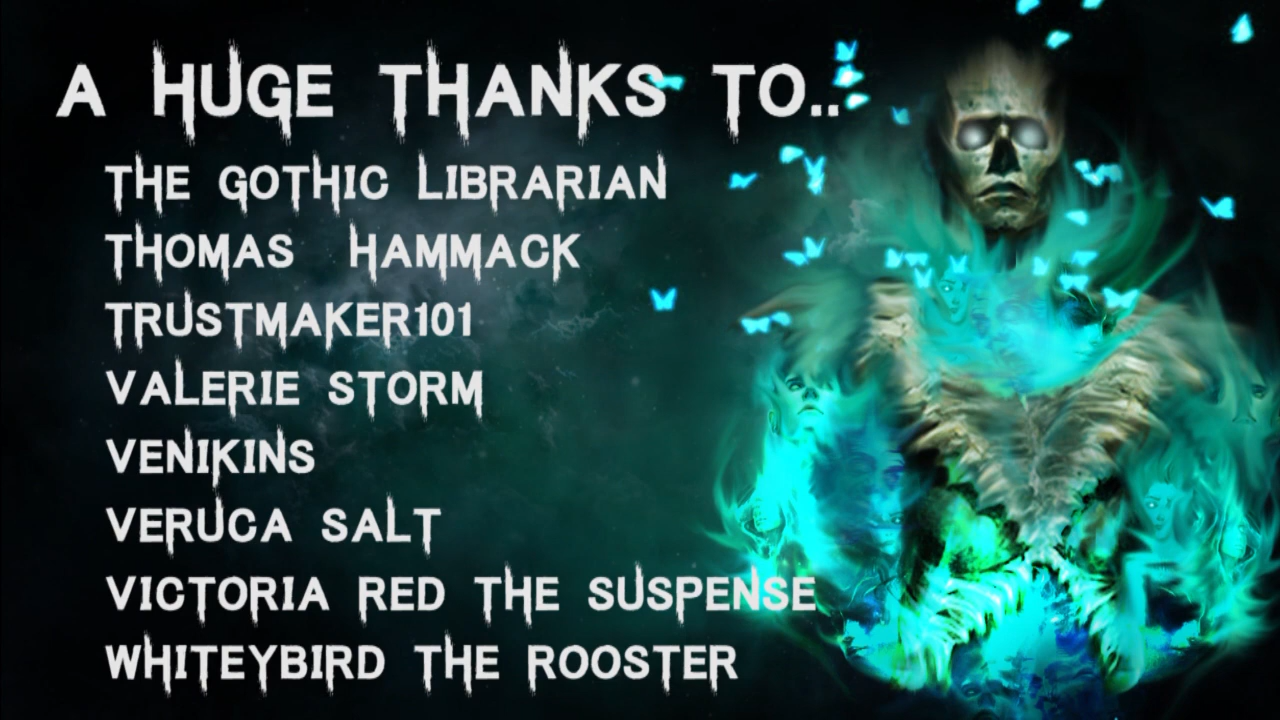 A HUGE THANKS TO..
THE GOTHIC LIBRARIAN
THOMAS HAMMACK
TRUSTMAKER101
VALERIE STORM
VENIKINS
VERUCA SALT
VICTORIA RED THE SUSPENSE
WHITEYBIRD THE ROOSTER